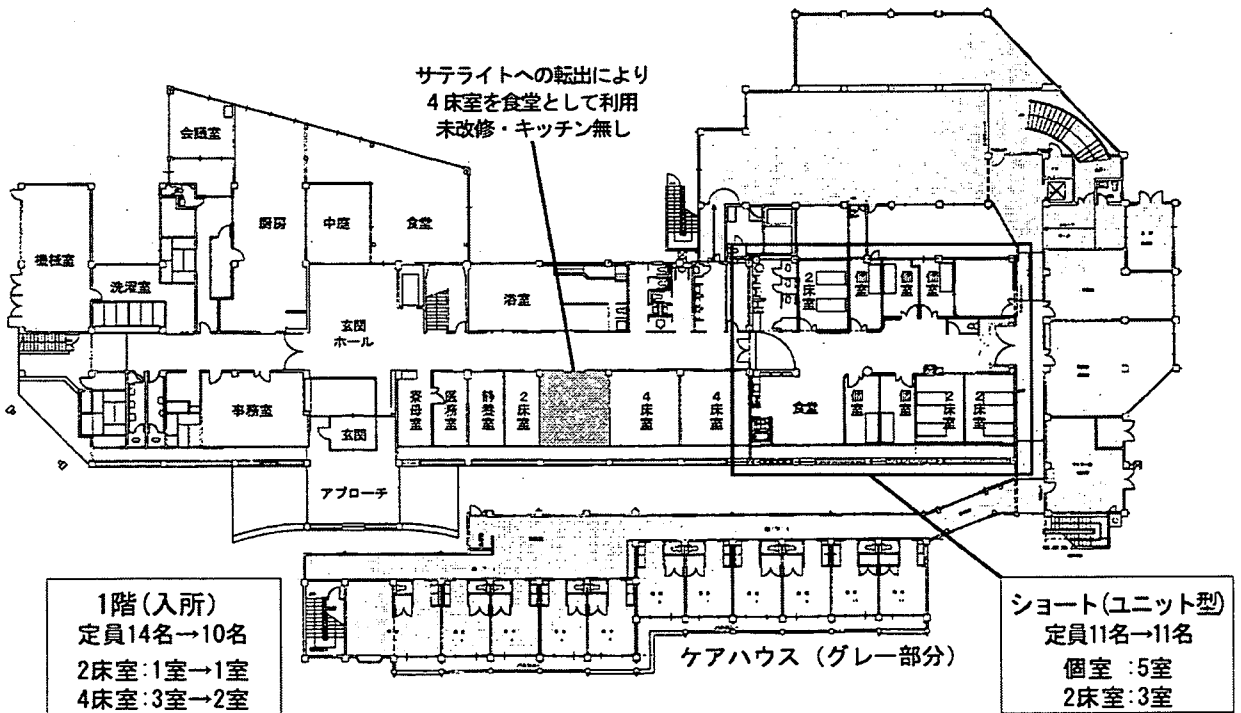 サテライトへの転出により
4床室を食堂として利用
未改修・キッチン無し
会議室
厨房
中庭
食堂
機械室
洗濯室
玄関
ホール
浴室
2床室
個室
個室
個室
事務室
玄関
寮母室
医務室
静養室
2床室
4床室
4床室
食堂
個室
個室
2床室
2床室
アプローチ
ケアハウス（グレー部分）
1階(入所)
定員14名→10名
2床室:1室→1室
4床室:3室→2室
ショート(ユニット型)
定員11名→11名
個室 :5室
2床室:3室